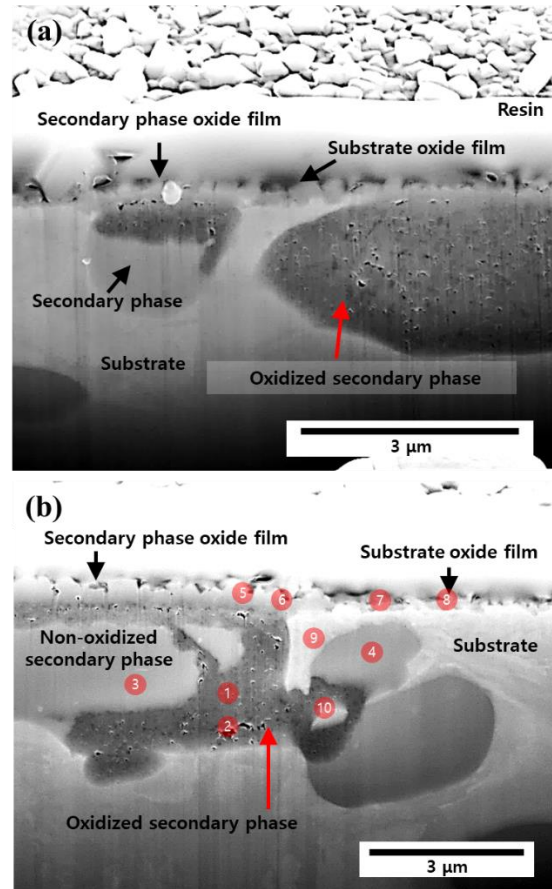 (a)
Resin
Secondary phase oxide film
Substrate oxide film
Secondary phase
Substrate
Oxidized secondary phase
3 μm
(b)
Secondary phase oxide film
Substrate oxide film
5
6
7
8
Non-oxidized
secondary phase
9
4
Substrate
3
1
10
2
Oxidized secondary phase
3 μm